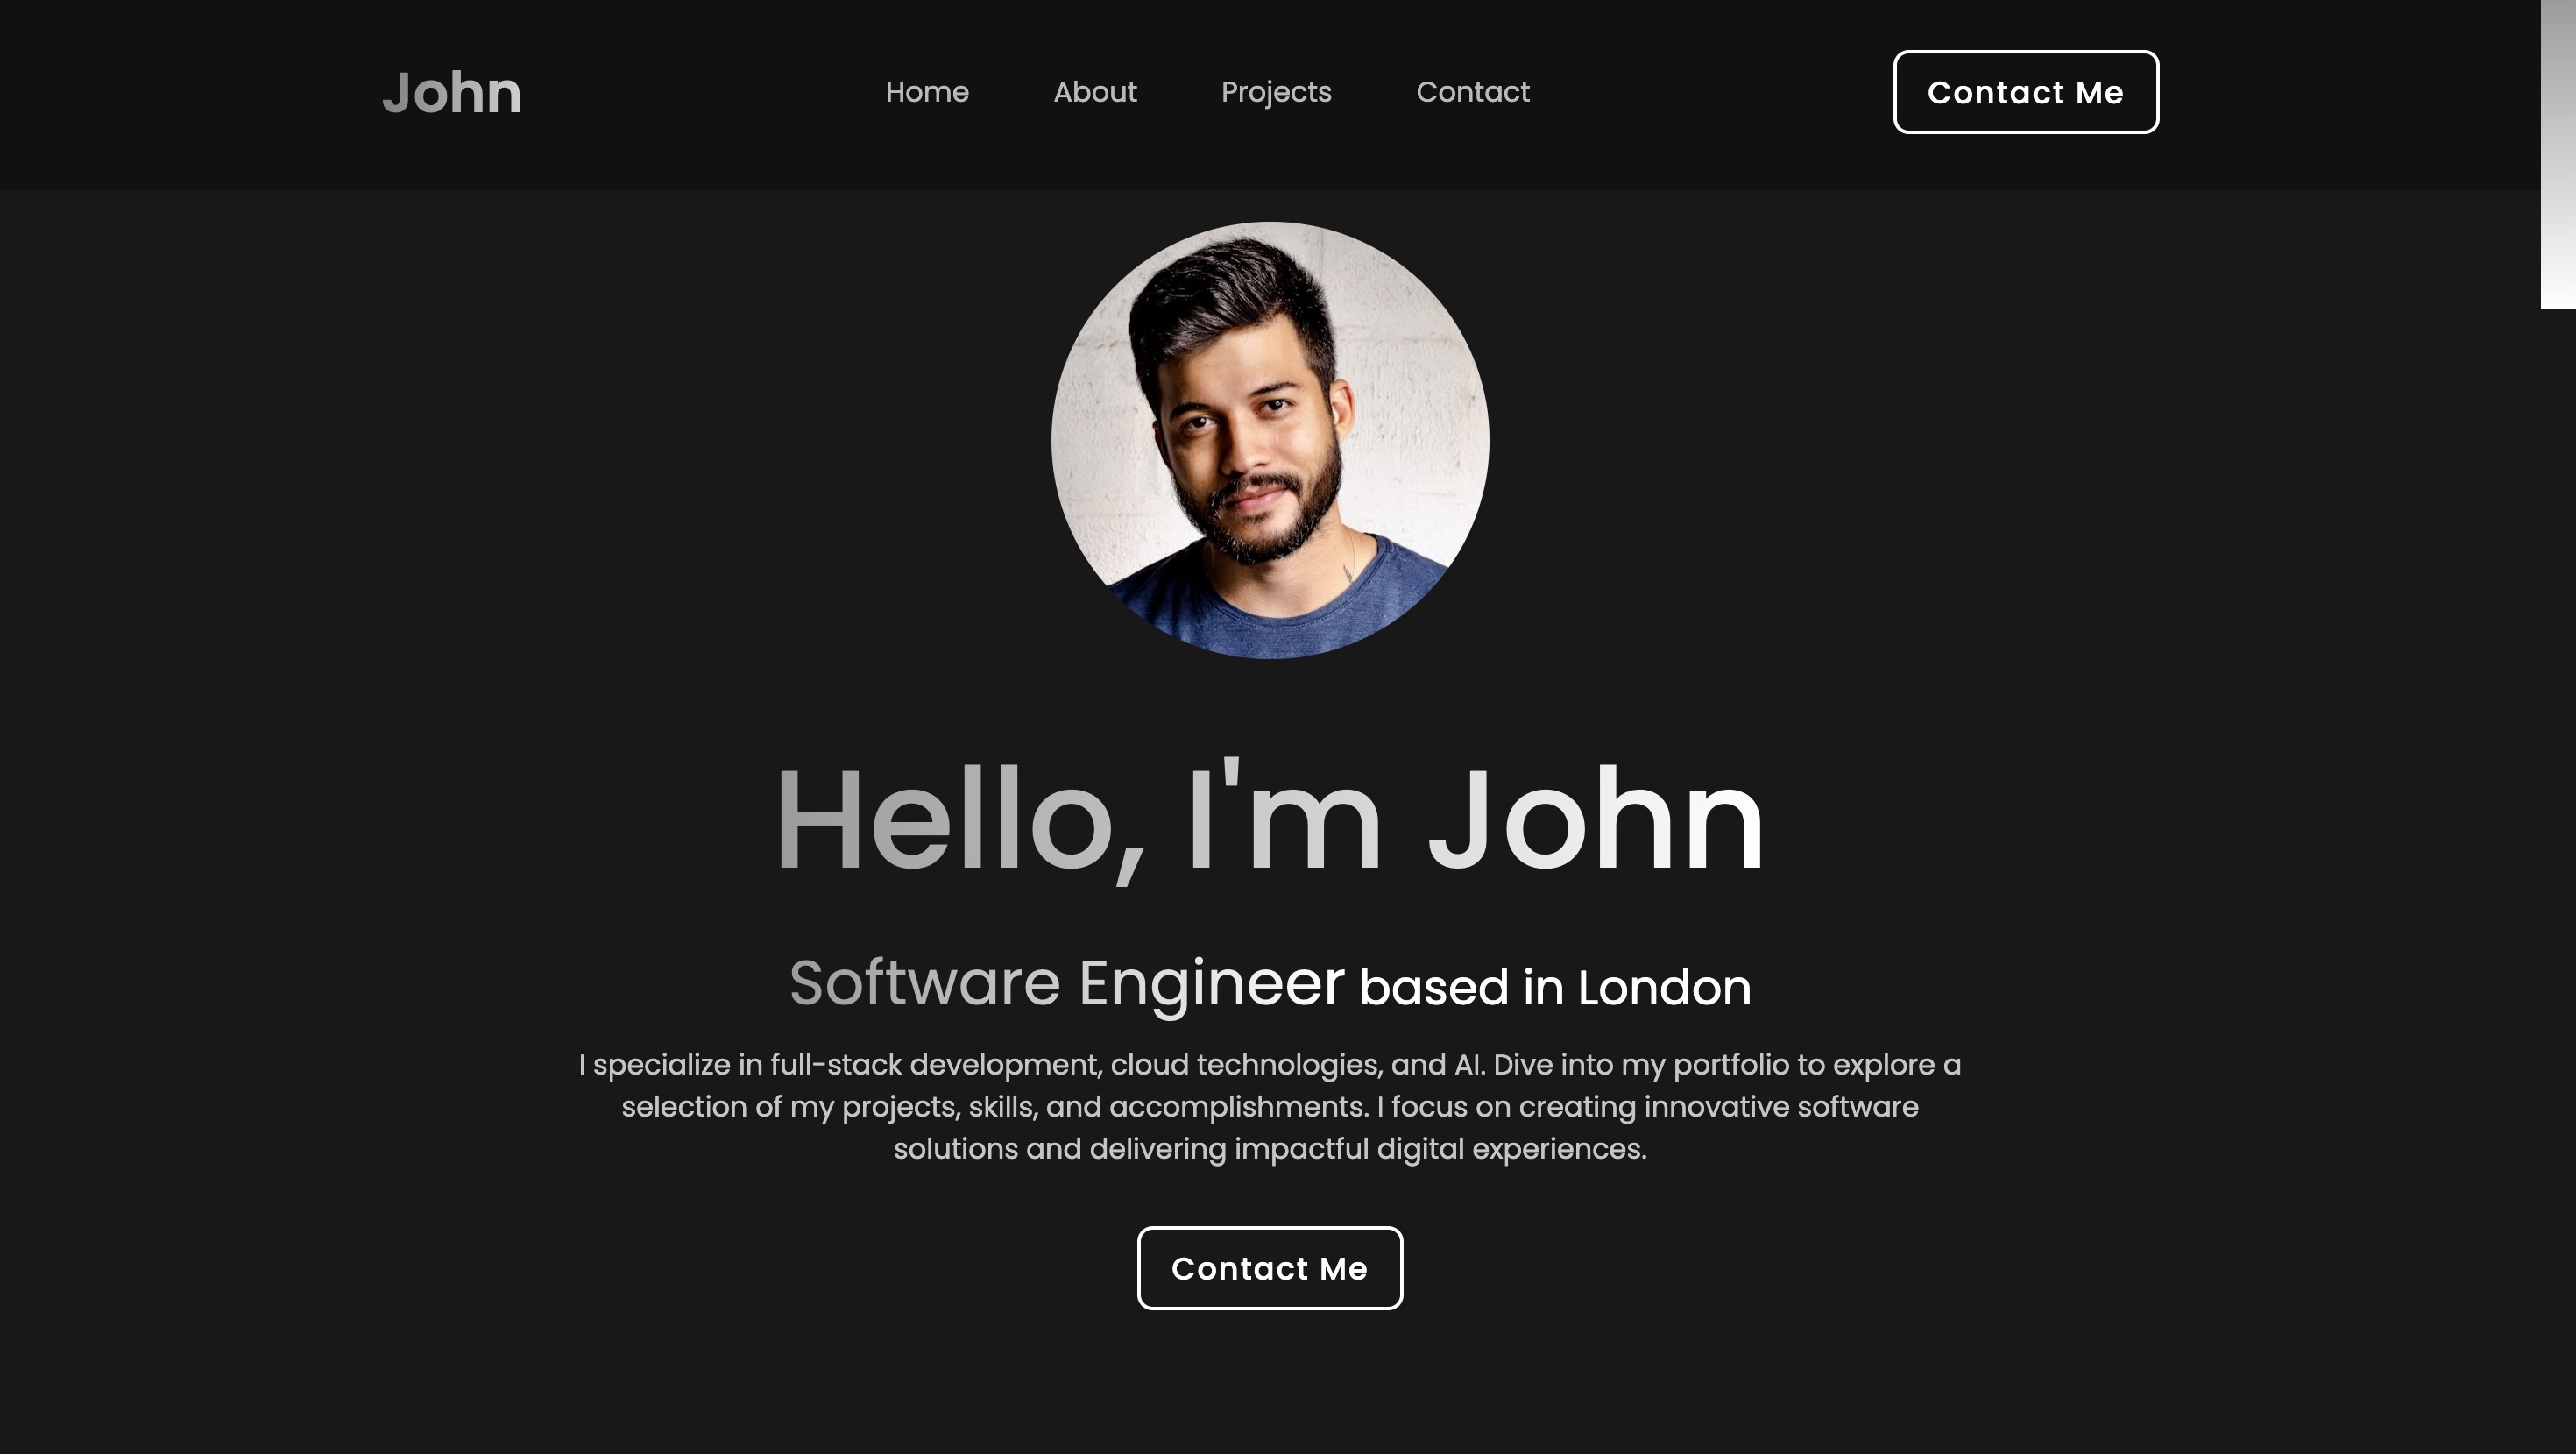 John
Home
About
Projects
Contact
Contact Me
Hello, I'm John
Software Engineer based in London
I specialize in full-stack development, cloud technologies, and AI. Dive into my portfolio to explore a
selection of my projects, skills, and accomplishments. I focus on creating innovative software
solutions and delivering impactful digital experiences.
Contact Me